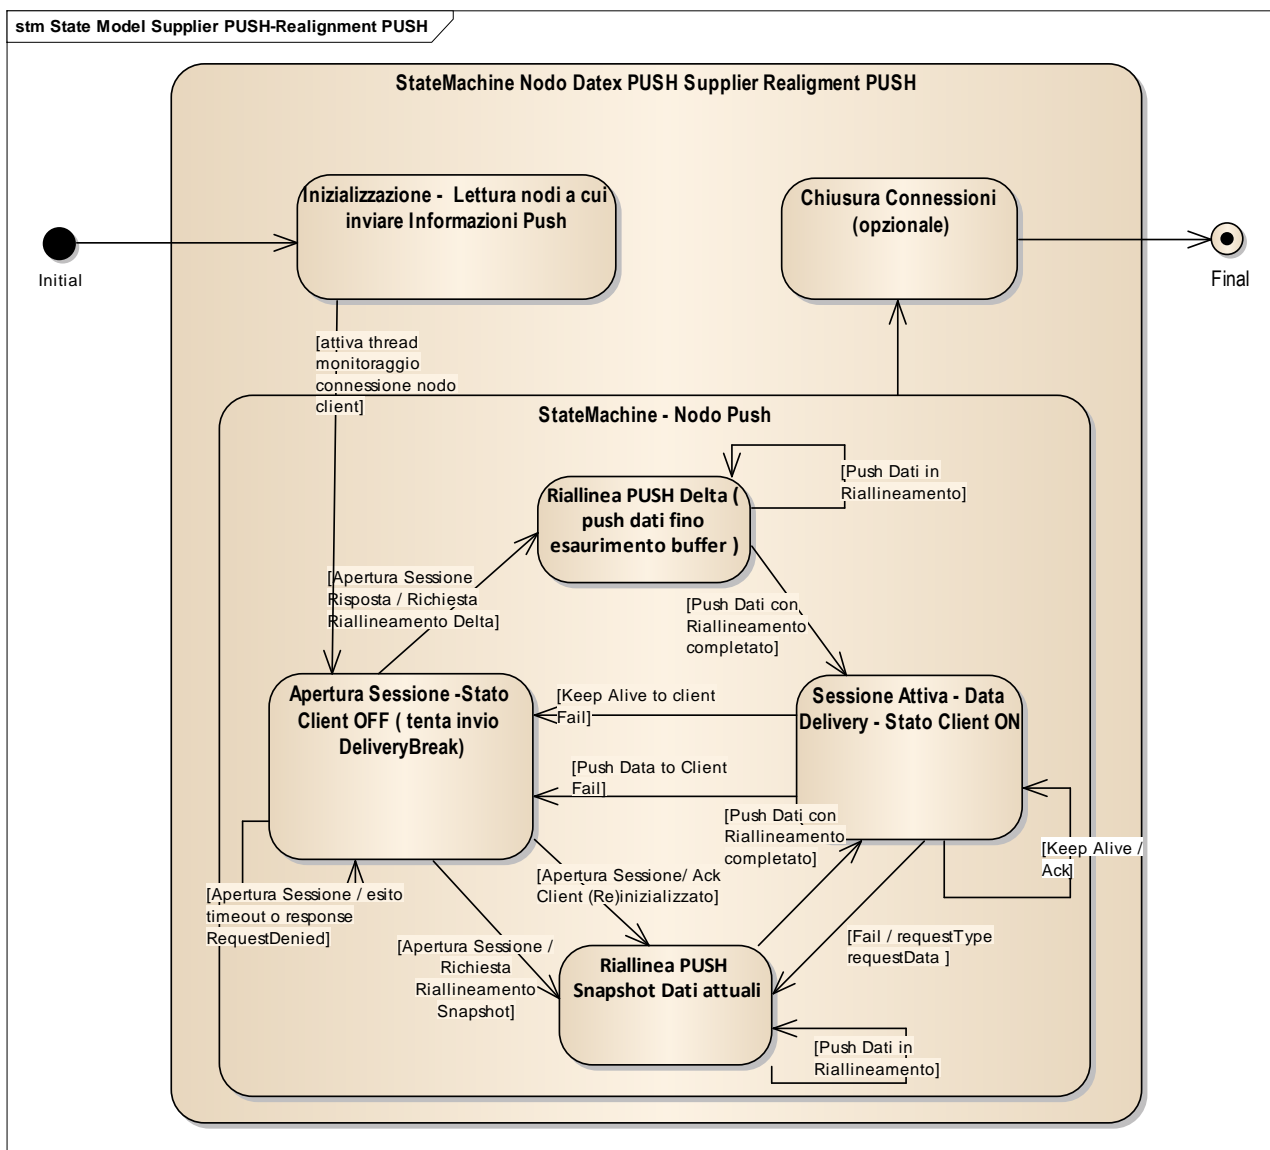 stm State Model Supplier PUSH-Realignment PUSH
StateMachine Nodo Datex PUSH Supplier Realigment PUSH
Inizializzazione - Lettura nodi a cui
inviare Informazioni Push
Chiusura Connessioni
(opzionale)
Initial
Final
[attiva thread
monitoraggio
connessione nodo
client]
StateMachine - Nodo Push
Riallinea PUSH Delta (
push dati fino
esaurimento buffer )
[Push Dati in
Riallineamento]
[Apertura Sessione
Risposta / Richiesta
Riallineamento Delta]
[Push Dati con
Riallineamento
completato]
Apertura Sessione -Stato
Client OFF ( tenta invio
DeliveryBreak)
[Keep Alive to client
Fail]
Sessione Attiva - Data
Delivery - Stato Client ON
[Push Data to Client
Fail]
[Push Dati con
Riallineamento
completato]
[Keep Alive /
Ack]
[Apertura Sessione / esito
timeout o response
RequestDenied]
[Apertura Sessione/ Ack
Client (Re)inizializzato]
[Apertura Sessione /
Richiesta
Riallineamento
Snapshot]
[Fail / requestType
requestData ]
Riallinea PUSH
Snapshot Dati attuali
[Push Dati in
Riallineamento]